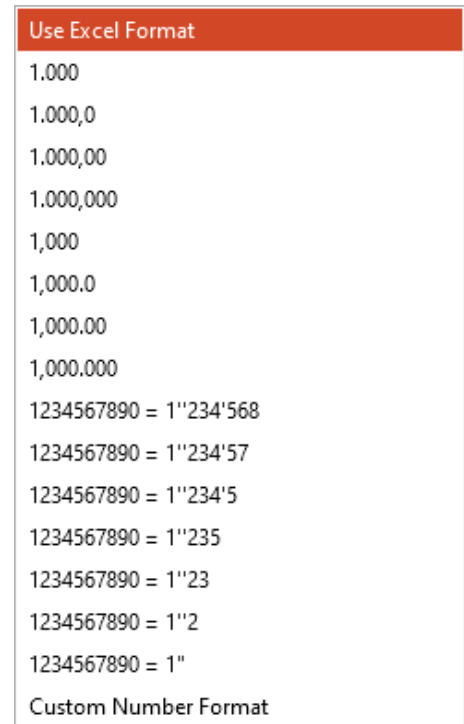 Use Excel Format
1.000
1.000,0
1.000,00
1.000,000
1,000
1,000.0
1,000.00
1,000.000
1234567890 = 1''234'568
1234567890 = 1''234'57
1234567890 = 1''234'5
1234567890 = 1''235
1234567890 = 1''23
1234567890 = 1''2
1234567890 = 1"
Custom Number Format